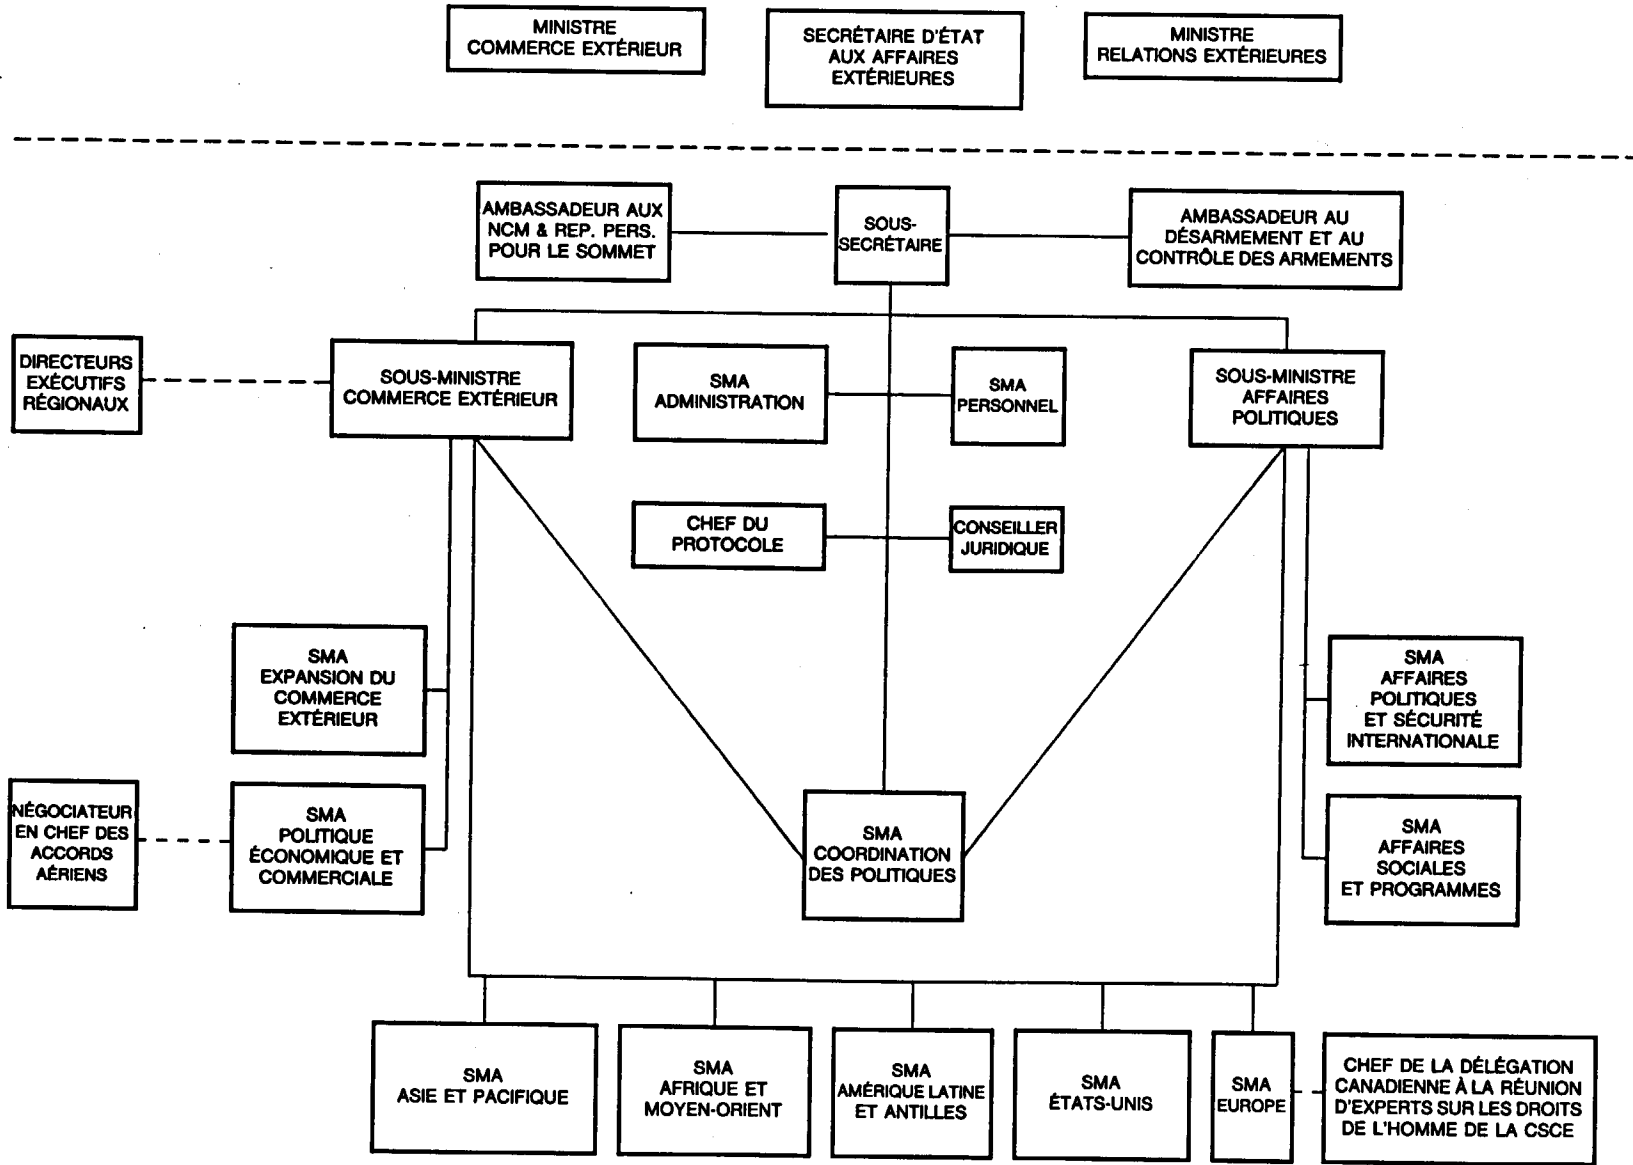 MINISTRE
COMMERCE EXTÉRIEUR
SECRÉTAIRE D'ÉTAT
AUX AFFAIRES
EXTÉRIEURES
MINISTRE
RELATIONS EXTÉRIEURES
AMBASSADEUR AUX
NCM & REP. PERS.
POUR LE SOMMET
SOUS-
SECRÉTAIRE
AMBASSADEUR AU
DÉSARMEMENT ET AU
CONTRÔLE DES ARMEMENTS
DIRECTEURS
EXÉCUTIFS
RÉGIONAUX
SOUS-MINISTRE
COMMERCE EXTÉRIEUR
SMA
ADMINISTRATION
SMA
PERSONNEL
SOUS-MINISTRE
AFFAIRES
POLITIQUES
CHEF DU
PROTOCOLE
CONSEILLER
JURIDIQUE
SMA
EXPANSION DU
COMMERCE
EXTÉRIEUR
SMA
AFFAIRES
POLITIQUES
ET SÉCURITÉ
INTERNATIONALE
NÉGOCIATEUR
EN CHEF DES
ACCORDS
AÉRIENS
SMA
POLITIQUE
ÉCONOMIQUE ET
COMMERCIALE
SMA
COORDINATION
DES POLITIQUES
SMA
AFFAIRES
SOCIALES
ET PROGRAMMES
SMA
ASIE ET PACIFIQUE
SMA
AFRIQUE ET
MOYEN-ORIENT
SMA
AMÉRIQUE LATINE
ET ANTILLES
SMA
ÉTATS-UNIS
SMA
EUROPE
CHEF DE LA DÉLÉGATION
CANADIENNE À LA RÉUNION
D'EXPERTS SUR LES DROITS
DE L'HOMME DE LA CSCE